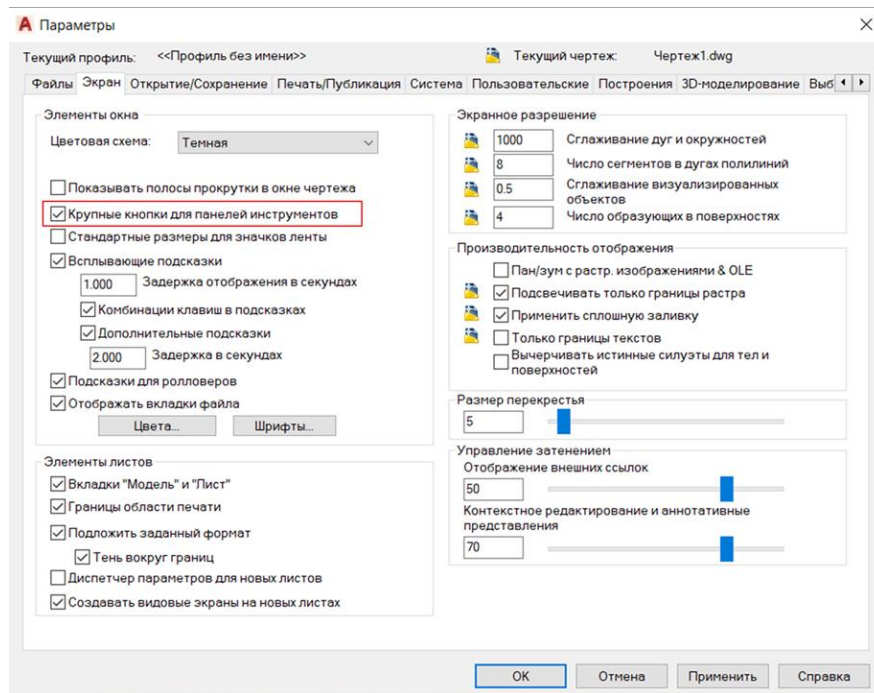 A Параметры
Текущий профиль: <<Профиль без имени>> Текущий чертеж: Чертеж1.dwg
Файлы Экран Открытие/Сохранение Печать/Публикация Система Пользовательские Построения 3D-моделирование Выб
Элементы окна
Цветовая схема: Темная
Показывать полосы прокрутки в окне чертежа
Крупные кнопки для панелей инструментов
Стандартные размеры для значков ленты
Всплывающие подсказки
1.000 Задержка отображения в секундах
Комбинации клавиш в подсказках
Дополнительные подсказки
2.000 Задержка в секундах
Подсказки для ролловеров
Отображать вкладки файла
Цвета... Шрифты...
Элементы листов
Вкладки "Модель" и "Лист"
Границы области печати
Подложить заданный формат
Тень вокруг границ
Диспетчер параметров для новых листов
Создавать видовые экраны на новых листах
Экранное разрешение
1000 Сглаживание дуг и окружностей
8 Число сегментов в дугах полилиний
0.5 Сглаживание визуализированных
объектов
4 Число образующих в поверхностях
Производительность отображения
Пан/зум с растр. изображениями & OLE
Подсвечивать только границы растра
Применить сплошную заливку
Только границы текстов
Вычерчивать истинные силуэты для тел и
поверхностей
Размер перекрестья
5
Управление затенением
Отображение внешних ссылок
50
Контекстное редактирование и аннотативные
представления
70
OK Отмена Применить Справка